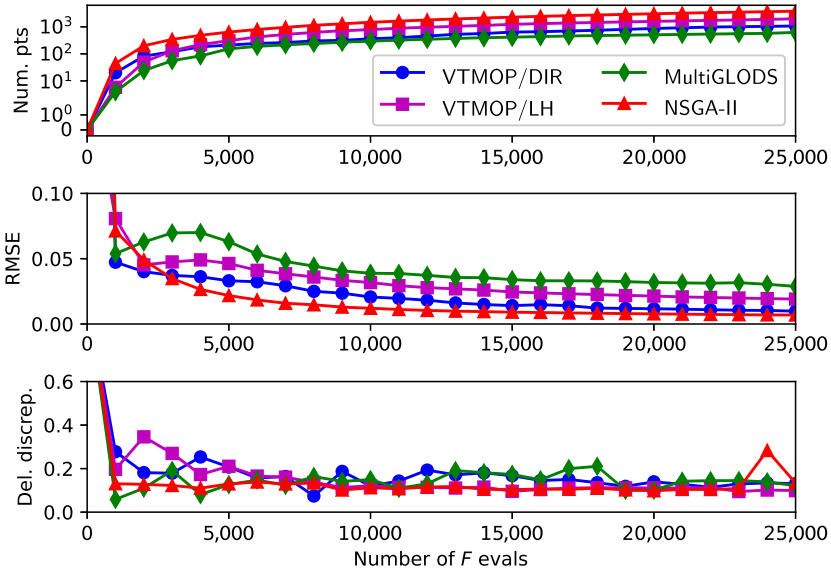 Num. pts
10³
10²
10¹
10⁰
0
VTMOP/DIR
VTMOP/LH
MultiGLODS
NSGA-II
0 5,000 10,000 15,000 20,000 25,000
RMSE
0.10
0.05
0.00
0 5,000 10,000 15,000 20,000 25,000
Del. discrep.
0.6
0.4
0.2
0.0
0 5,000 10,000 15,000 20,000 25,000
Number of F evals